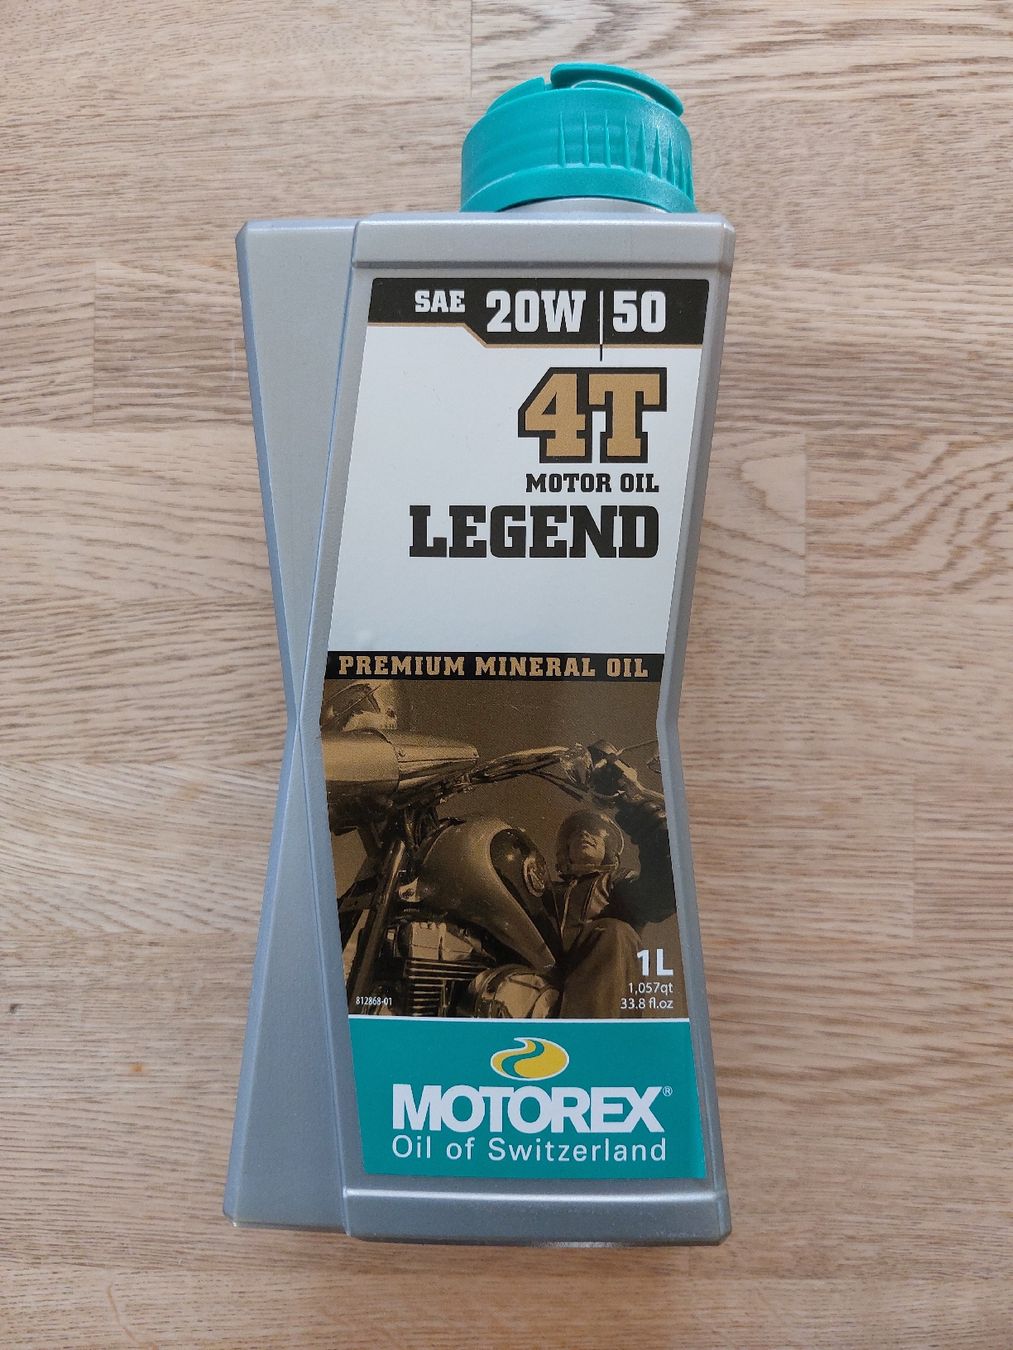 SAE 20W 50
4T
MOTOR OIL
LEGEND
PREMIUM MINERAL OIL
1L
1,057qt
812868-01 33.8 fl.oz
MOTOREX®
Oil of Switzerland